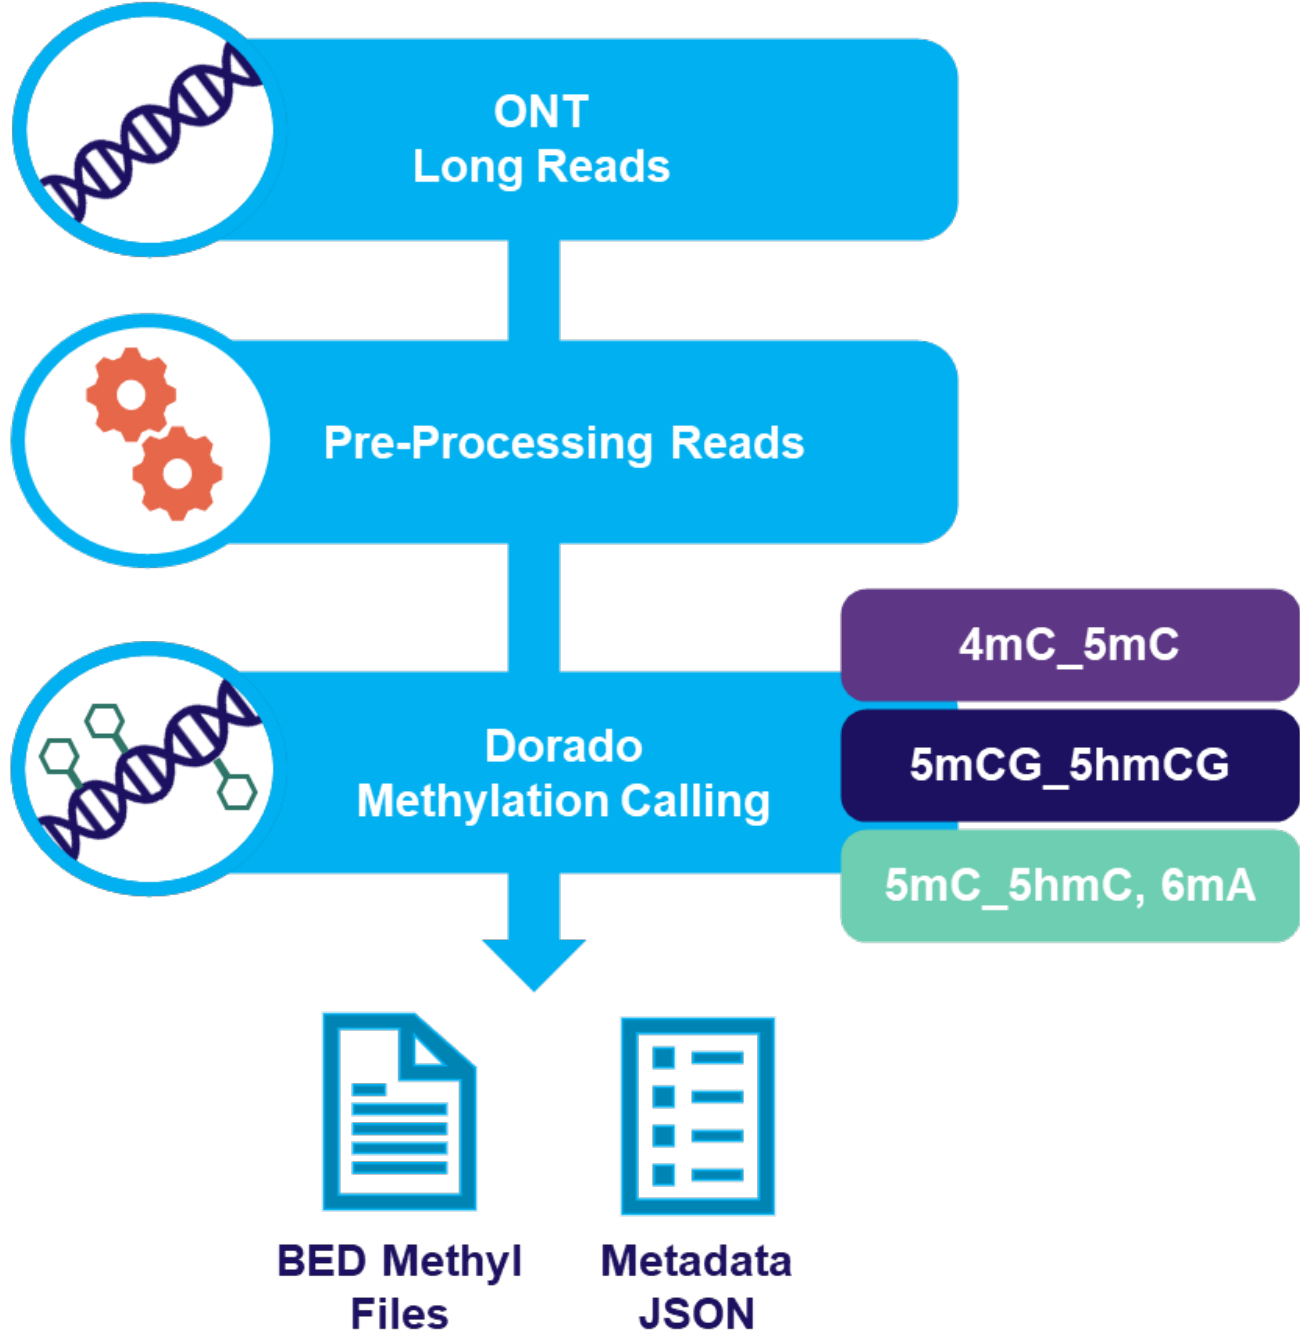 ONT
Long Reads
Pre-Processing Reads
Dorado
Methylation Calling
4mC_5mC
5mCG_5hmCG
5mC_5hmC, 6mA
BED Methyl
Files
Metadata
JSON